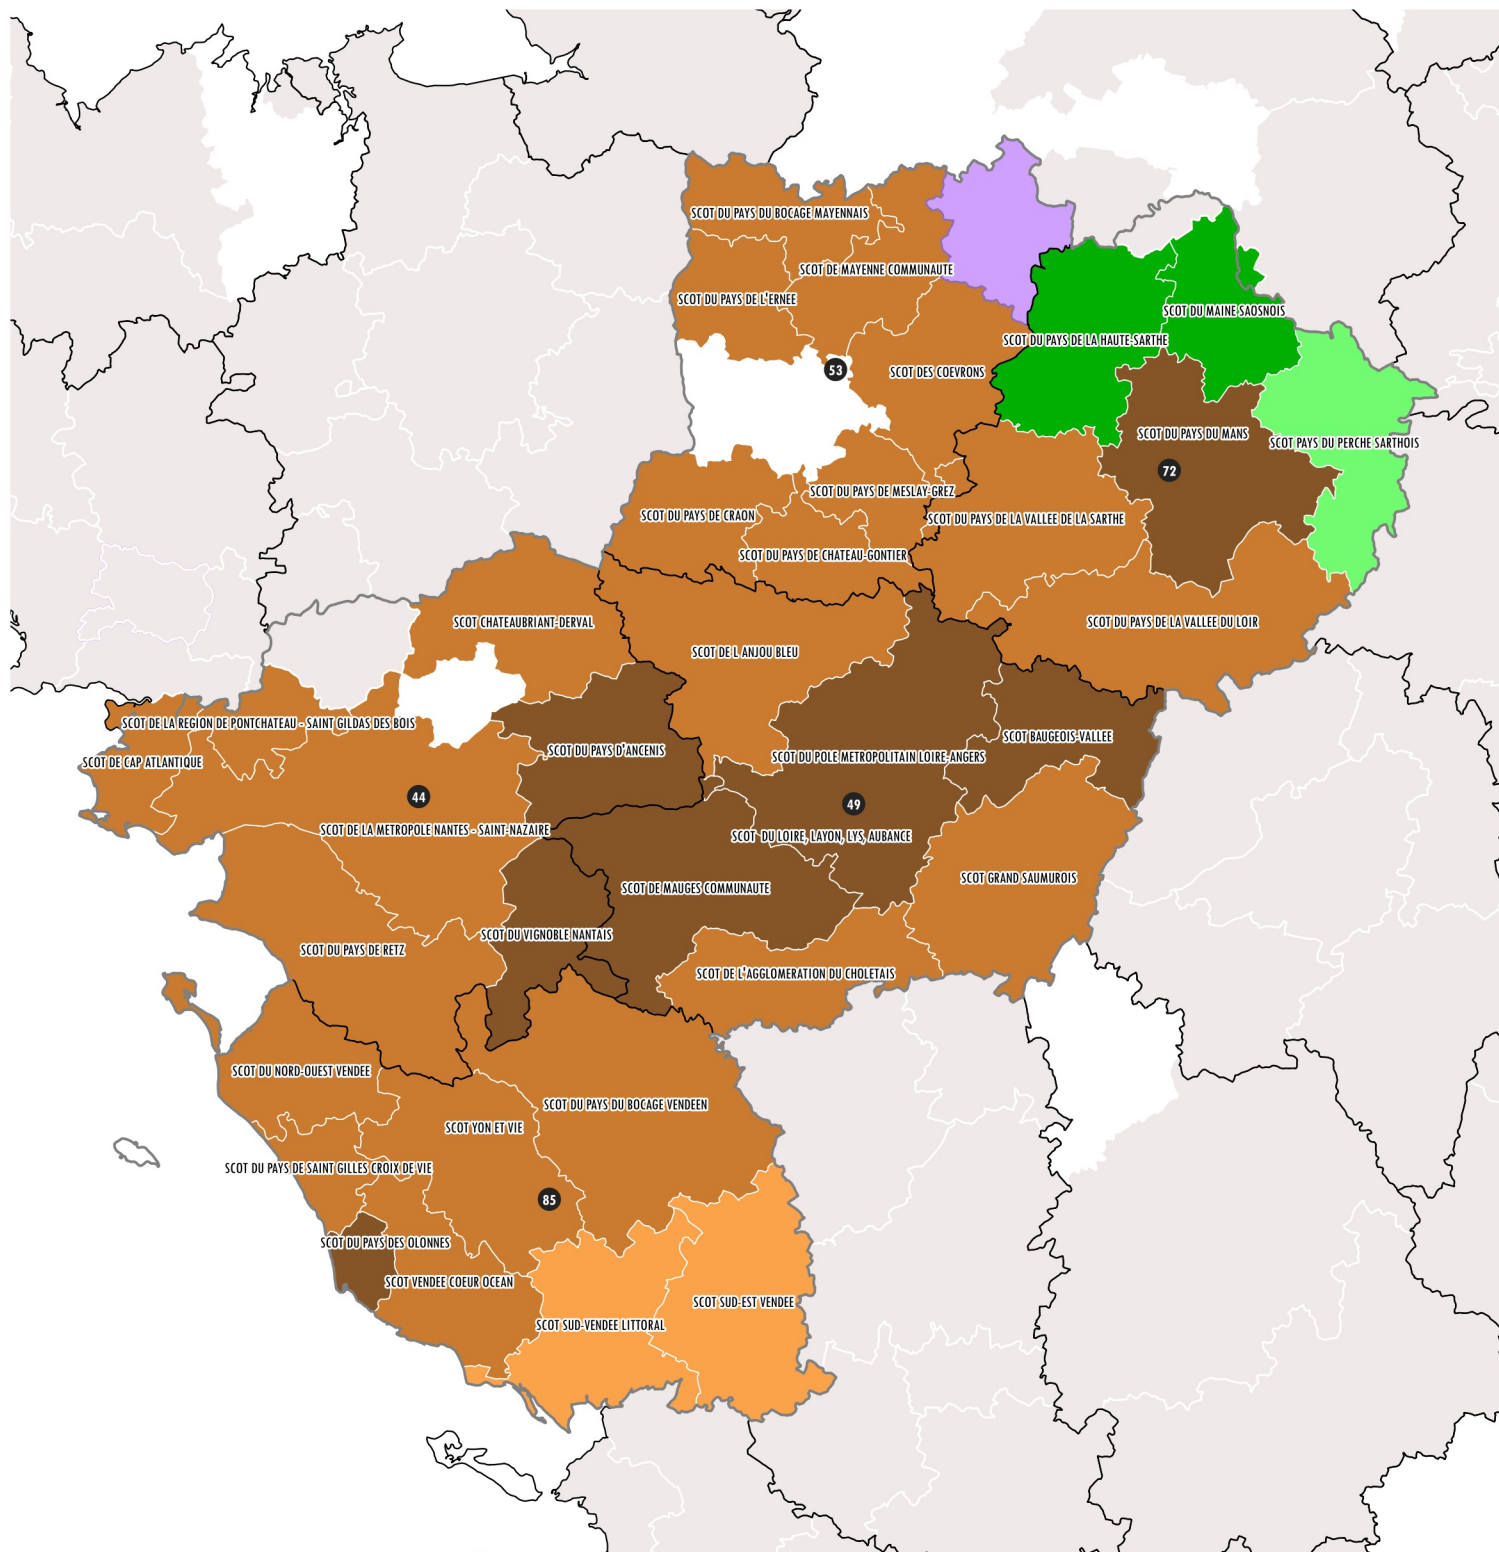 SCOT DU PAYS DU BOCAGE MAYENNAIS
SCOT DE MAYENNE COMMUNAUTE
SCOT DU PAYS DE L'ERNEE
SCOT DU MAINE SAOSNOIS
SCOT DU PAYS DE LA HAUTE-SARTHE
53
SCOT DES COEVRONS
SCOT DU PAYS DU MANS
SCOT PAYS DU PERCHE SARTHOIS
72
SCOT DU PAYS DE MESLAY-GREZ
SCOT DU PAYS DE CRAON
SCOT DU PAYS DE LA VALLEE DE LA SARTHE
SCOT DU PAYS DE CHATEAU-GONTIER
SCOT CHATEAUBRIANT-DERVAL
SCOT DU PAYS DE LA VALLEE DU LOIR
SCOT DE L ANJOU BLEU
SCOT DE LA REGION DE PONTCHATEAU - SAINT GILDAS DES BOIS
SCOT BAUGEOIS-VALLEE
SCOT DU PAYS D'ANCENIS
SCOT DU POLE METROPOLITAIN LOIRE-ANGERS
SCOT DE CAP ATLANTIQUE
44
49
SCOT DE LA METROPOLE NANTES - SAINT-NAZAIRE
SCOT DU LOIRE, LAYON, LYS, AUBANCE
SCOT GRAND SAUMUROIS
SCOT DE MAUGES COMMUNAUTE
SCOT DU VIGNOBLE NANTAIS
SCOT DU PAYS DE RETZ
SCOT DE L'AGGLOMERATION DU CHOLETAIS
SCOT DU NORD-OUEST VENDEE
SCOT DU PAYS DU BOCAGE VENDEEN
SCOT YON ET VIE
SCOT DU PAYS DE SAINT GILLES CROIX DE VIE
85
SCOT DU PAYS DES OLONNES
SCOT VENDEE COEUR OCEAN
SCOT SUD-EST VENDEE
SCOT SUD-VENDEE LITTORAL